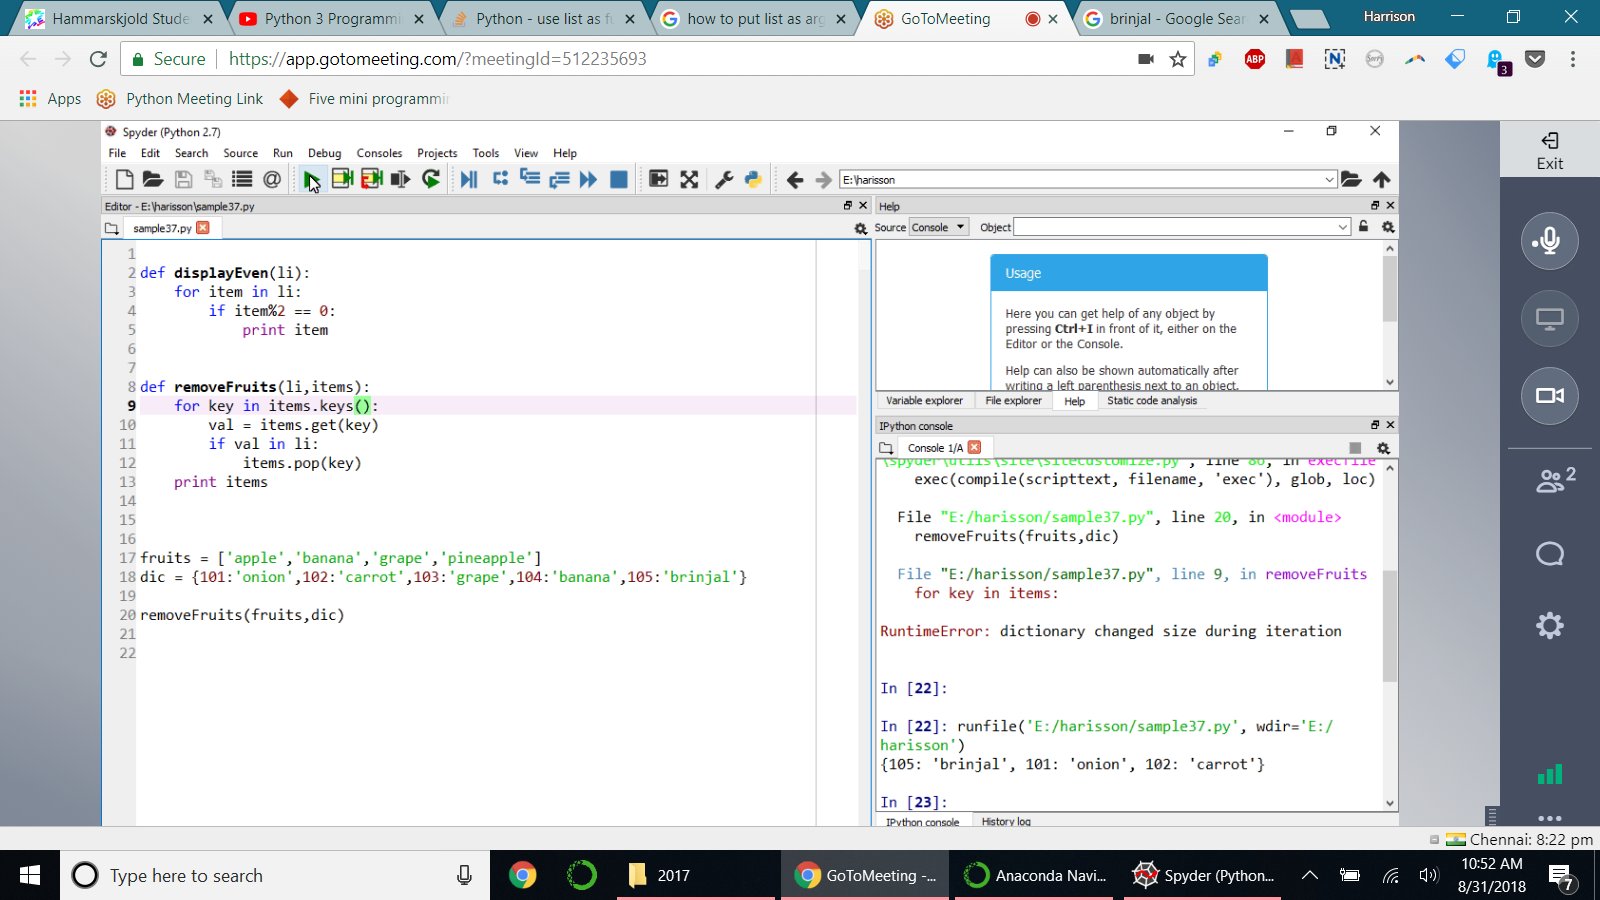 Hammarskjold Stude
Python 3 Programmi
Python - use list as fu
how to put list as arg
GoToMeeting
brinjal - Google Sear
Harrison
Secure
https://app.gotomeeting.com/?meetingId=512235693
ABP
3
Apps
Python Meeting Link
Five mini programmin
Spyder (Python 2.7)
File Edit Search Source Run Debug Consoles Projects Tools View Help
E:\harisson
Editor - E:\harisson\sample37.py
Help
sample37.py
Source Console Object
1
2 def displayEven(li):
3 for item in li:
4 if item%2 == 0:
5 print item
6
7
8 def removeFruits(li,items):
9 for key in items.keys():
10 val = items.get(key)
11 if val in li:
12 items.pop(key)
13 print items
14
15
16
17 fruits = ['apple','banana','grape','pineapple']
18 dic = {101:'onion',102:'carrot',103:'grape',104:'banana',105:'brinjal'}
19
20 removeFruits(fruits,dic)
21
22
Usage
Here you can get help of any object by
pressing Ctrl+I in front of it, either on the
Editor or the Console.
Help can also be shown automatically after
writing a left parenthesis next to an object.
Variable explorer File explorer Help Static code analysis
IPython console
Console 1/A
\spyder\utils\site\sitecustomize.py", line 86, in execfile
exec(compile(scripttext, filename, 'exec'), glob, loc)
File "E:/harisson/sample37.py", line 20, in <module>
removeFruits(fruits,dic)
File "E:/harisson/sample37.py", line 9, in removeFruits
for key in items:
RuntimeError: dictionary changed size during iteration
In [22]:
In [22]: runfile('E:/harisson/sample37.py', wdir='E:/
harisson')
{105: 'brinjal', 101: 'onion', 102: 'carrot'}
In [23]:
IPython console History log
Exit
2
Chennai: 8:22 pm
Type here to search
2017
GoToMeeting -...
Anaconda Navi...
Spyder (Python...
10:52 AM
8/31/2018
7